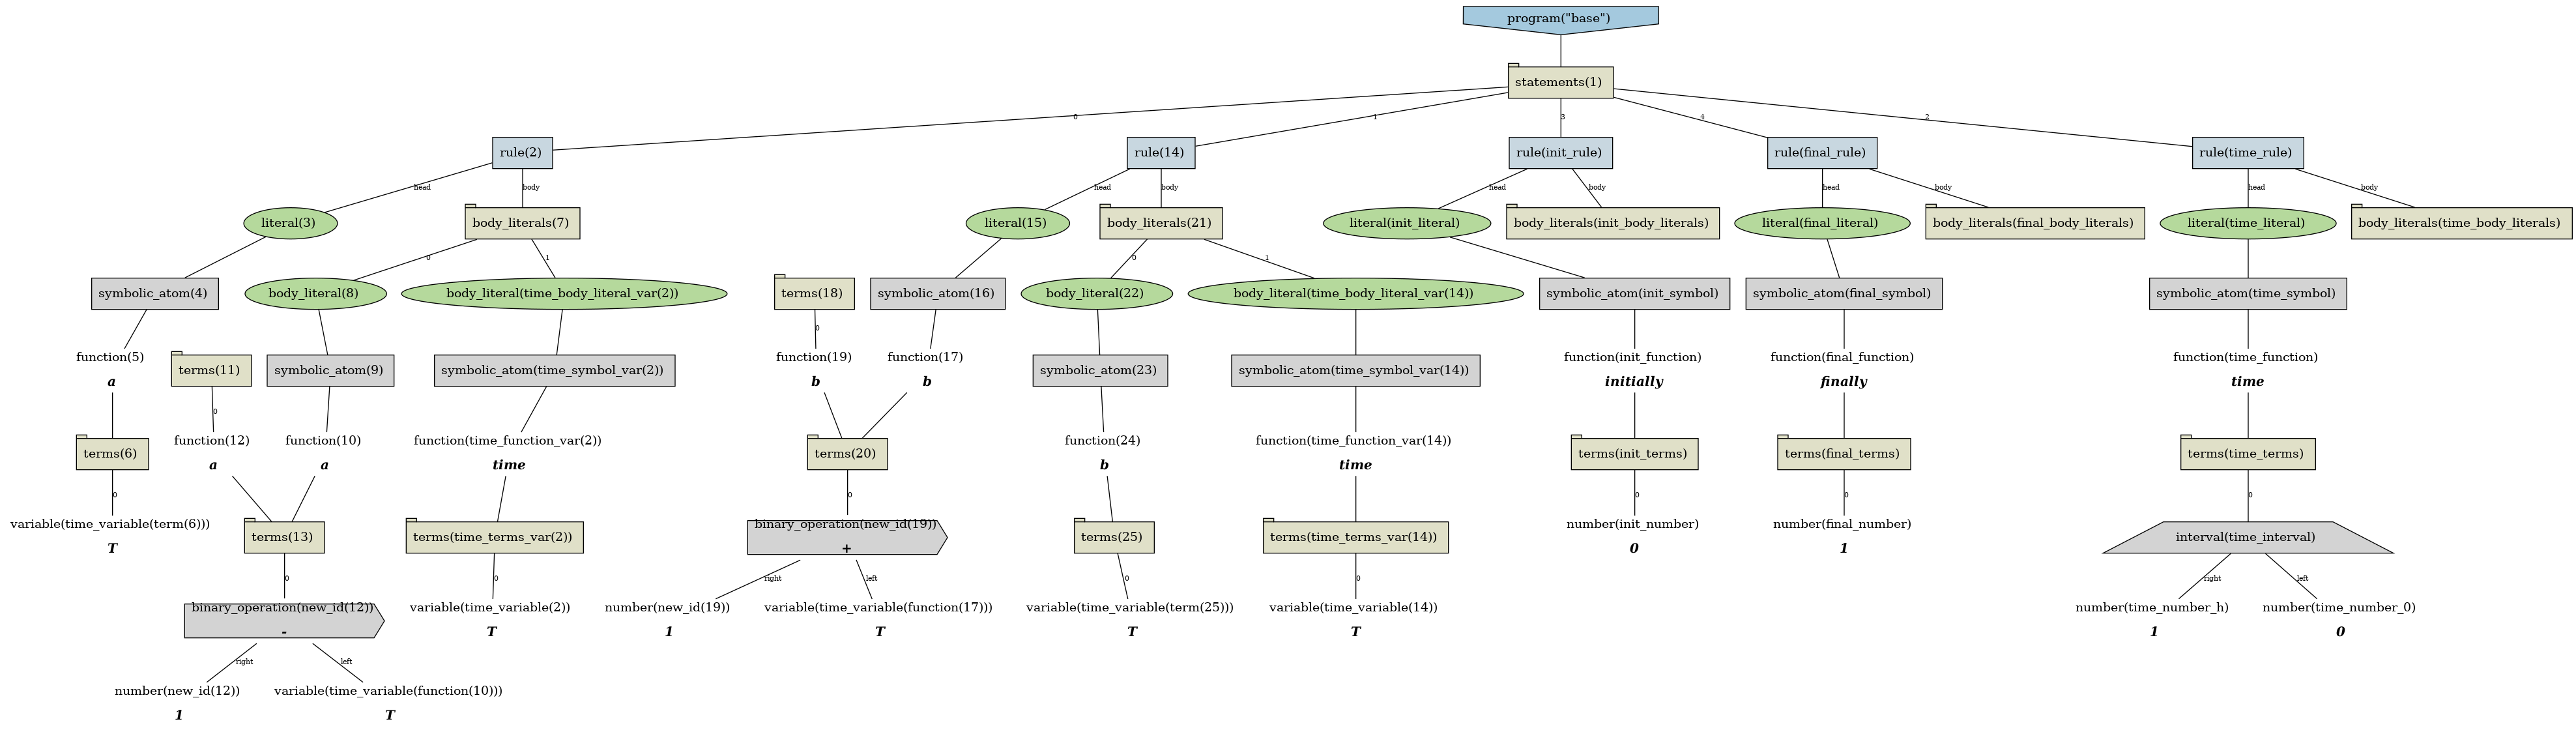 program("base")
statements(1)
0
1
3
4
2
rule(2)
rule(14)
rule(init_rule)
rule(final_rule)
rule(time_rule)
head
body
head
body
head
body
head
body
head
body
literal(3)
body_literals(7)
literal(15)
body_literals(21)
literal(init_literal)
body_literals(init_body_literals)
literal(final_literal)
body_literals(final_body_literals)
literal(time_literal)
body_literals(time_body_literals)
0
1
0
1
symbolic_atom(4)
body_literal(8)
body_literal(time_body_literal_var(2))
terms(18)
symbolic_atom(16)
body_literal(22)
body_literal(time_body_literal_var(14))
symbolic_atom(init_symbol)
symbolic_atom(final_symbol)
symbolic_atom(time_symbol)
0
function(5)
a
terms(11)
symbolic_atom(9)
symbolic_atom(time_symbol_var(2))
function(19)
b
function(17)
b
symbolic_atom(23)
symbolic_atom(time_symbol_var(14))
function(init_function)
initially
function(final_function)
finally
function(time_function)
time
0
terms(6)
function(12)
a
function(10)
a
function(time_function_var(2))
time
terms(20)
function(24)
b
function(time_function_var(14))
time
terms(init_terms)
terms(final_terms)
terms(time_terms)
0
0
0
0
0
variable(time_variable(term(6)))
T
terms(13)
terms(time_terms_var(2))
binary_operation(new_id(19))
+
terms(25)
terms(time_terms_var(14))
number(init_number)
0
number(final_number)
1
interval(time_interval)
0
0
right
left
0
0
right
left
binary_operation(new_id(12))
-
variable(time_variable(2))
T
number(new_id(19))
1
variable(time_variable(function(17)))
T
variable(time_variable(term(25)))
T
variable(time_variable(14))
T
number(time_number_h)
1
number(time_number_0)
0
right
left
number(new_id(12))
1
variable(time_variable(function(10)))
T